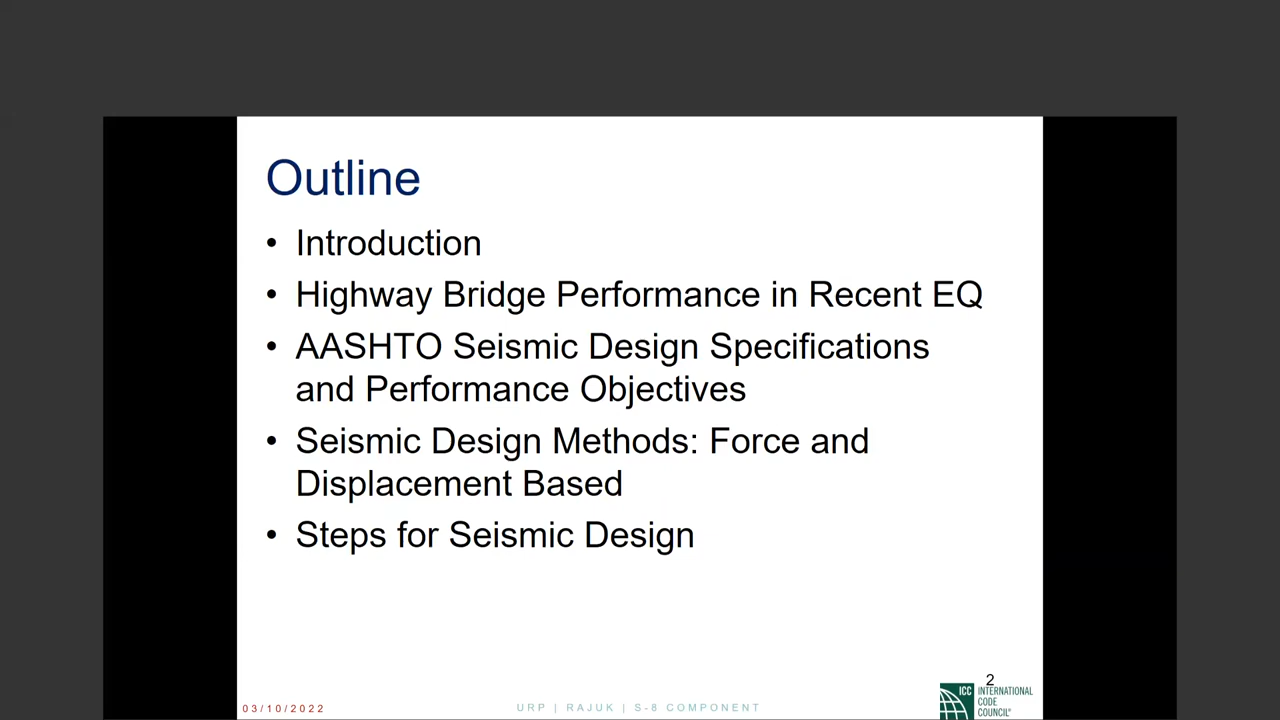 Outline
• Introduction
• Highway Bridge Performance in Recent EQ
• AASHTO Seismic Design Specifications
and Performance Objectives
• Seismic Design Methods: Force and
Displacement Based
• Steps for Seismic Design
03/10/2022
URP | RAJUK | S-8 COMPONENT
2
ICC
INTERNATIONAL
CODE
COUNCIL®